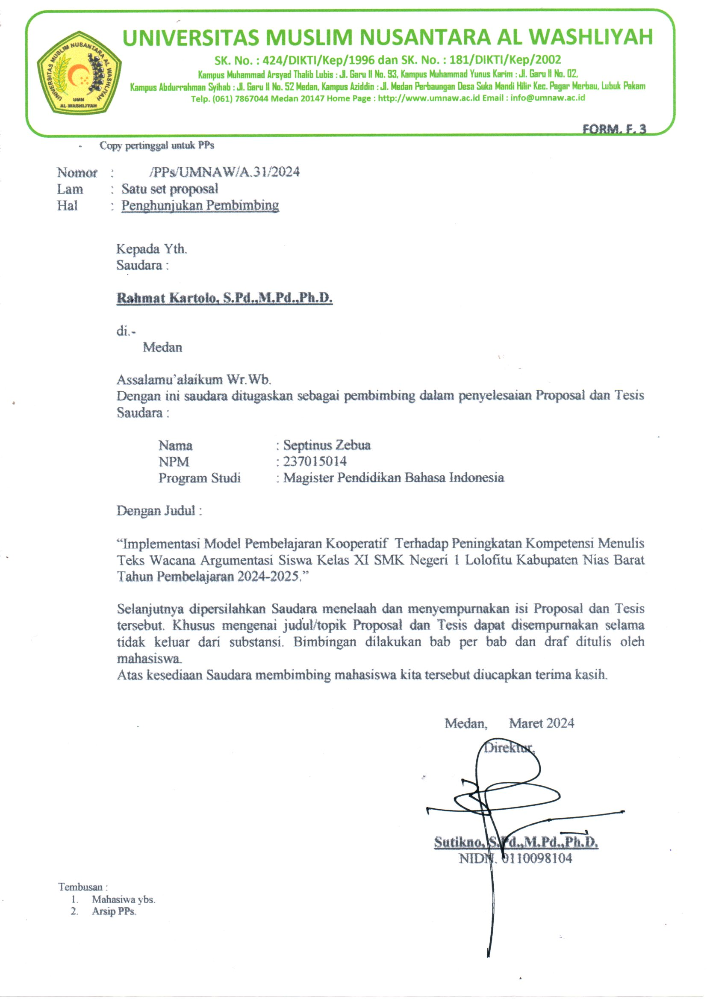 UNIVERSITAS MUSLIM NUSANTARA AL WASHLIYAH
UMN
AL WASHLIYAH
UNIVERSITAS MUSLIM NUSANTARA AL WASHLIYAH
SK. No. : 424/DIKTI/Kep/1996 dan SK. No. : 181/DIKTI/Kep/2002
Kampus Muhammad Arsyad Thalib Lubis : Jl. Garu II No. 93, Kampus Muhammad Yunus Karim : Jl. Garu II No. 02,
Kampus Abdurrahman Syihab : Jl. Garu II No. 52 Medan, Kampus Aziddin : Jl. Medan Perbaungan Desa Suka Mandi Hilir Kec. Pagar Merbau, Lubuk Pakam
Telp. (061) 7867044 Medan 20147 Home Page : http://www.umnaw.ac.id Email : info@umnaw.ac.id
FORM. F. 3
- Copy pertinggal untuk PPs
Nomor : /PPs/UMNAW/A.31/2024
Lam : Satu set proposal
Hal : Penghunjukan Pembimbing
Kepada Yth.
Saudara :
Rahmat Kartolo, S.Pd.,M.Pd.,Ph.D.
di.-
Medan
Assalamu’alaikum Wr.Wb.
Dengan ini saudara ditugaskan sebagai pembimbing dalam penyelesaian Proposal dan Tesis
Saudara :
Nama : Septinus Zebua
NPM : 237015014
Program Studi : Magister Pendidikan Bahasa Indonesia
Dengan Judul :
“Implementasi Model Pembelajaran Kooperatif Terhadap Peningkatan Kompetensi Menulis
Teks Wacana Argumentasi Siswa Kelas XI SMK Negeri 1 Lolofitu Kabupaten Nias Barat
Tahun Pembelajaran 2024-2025.”
Selanjutnya dipersilahkan Saudara menelaah dan menyempurnakan isi Proposal dan Tesis
tersebut. Khusus mengenai judul/topik Proposal dan Tesis dapat disempurnakan selama
tidak keluar dari substansi. Bimbingan dilakukan bab per bab dan draf ditulis oleh
mahasiswa.
Atas kesediaan Saudara membimbing mahasiswa kita tersebut diucapkan terima kasih.
Medan, Maret 2024
Direktur,
Sutikno, S.Pd.,M.Pd.,Ph.D.
NIDN. 0110098104
Tembusan :
1. Mahasiwa ybs.
2. Arsip PPs.